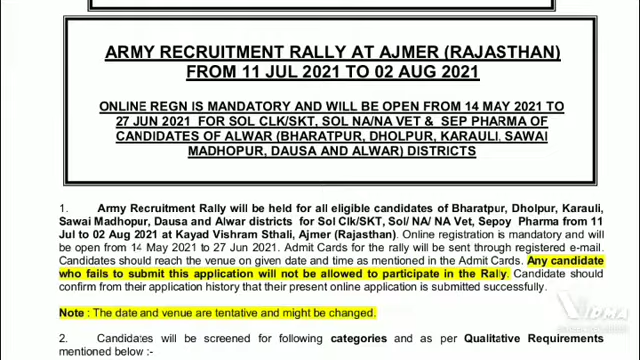 ARMY RECRUITMENT RALLY AT AJMER (RAJASTHAN)
FROM 11 JUL 2021 TO 02 AUG 2021
ONLINE REGN IS MANDATORY AND WILL BE OPEN FROM 14 MAY 2021 TO
27 JUN 2021 FOR SOL CLK/SKT, SOL NA/NA VET & SEP PHARMA OF
CANDIDATES OF ALWAR (BHARATPUR, DHOLPUR, KARAULI, SAWAI
MADHOPUR, DAUSA AND ALWAR) DISTRICTS
1. Army Recruitment Rally will be held for all eligible candidates of Bharatpur, Dholpur, Karauli,
Sawai Madhopur, Dausa and Alwar districts for Sol Clk/SKT, Sol/ NA/ NA Vet, Sepoy Pharma from 11
Jul to 02 Aug 2021 at Kayad Vishram Sthali, Ajmer (Rajasthan). Online registration is mandatory and will
be open from 14 May 2021 to 27 Jun 2021. Admit Cards for the rally will be sent through registered e-mail.
Candidates should reach the venue on given date and time as mentioned in the Admit Cards. Any candidate
who fails to submit this application will not be allowed to participate in the Rally. Candidate should
confirm from their application history that their present online application is submitted successfully.
Note : The date and venue are tentative and might be changed.
2. Candidates will be screened for following categories and as per Qualitative Requirements
mentioned below :-